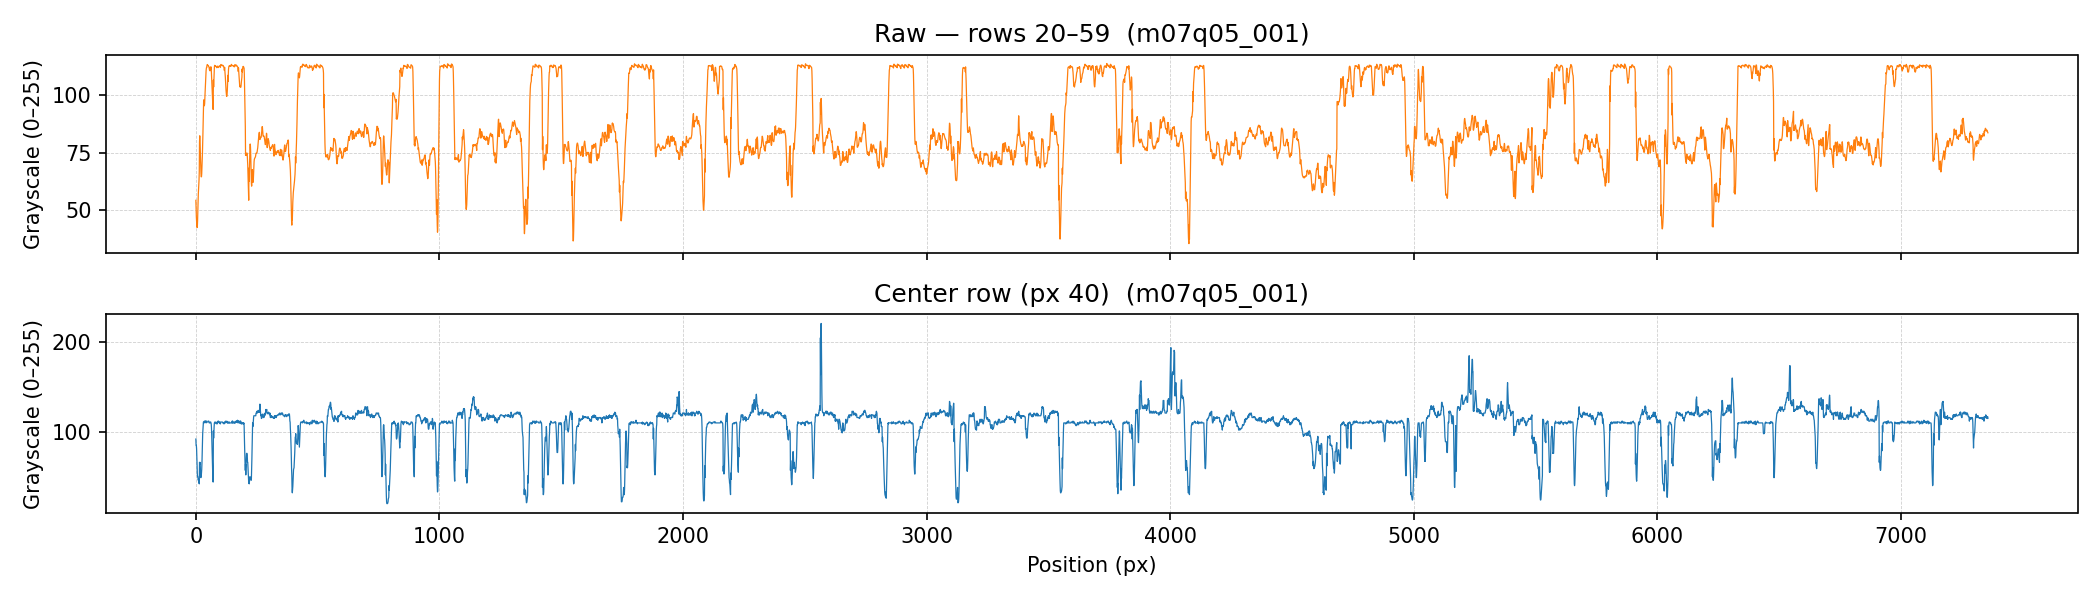 Raw — rows 20–59 (m07q05_001)
Grayscale (0–255)
100
75
50
Center row (px 40) (m07q05_001)
Grayscale (0–255)
200
100
0 1000 2000 3000 4000 5000 6000 7000
Position (px)